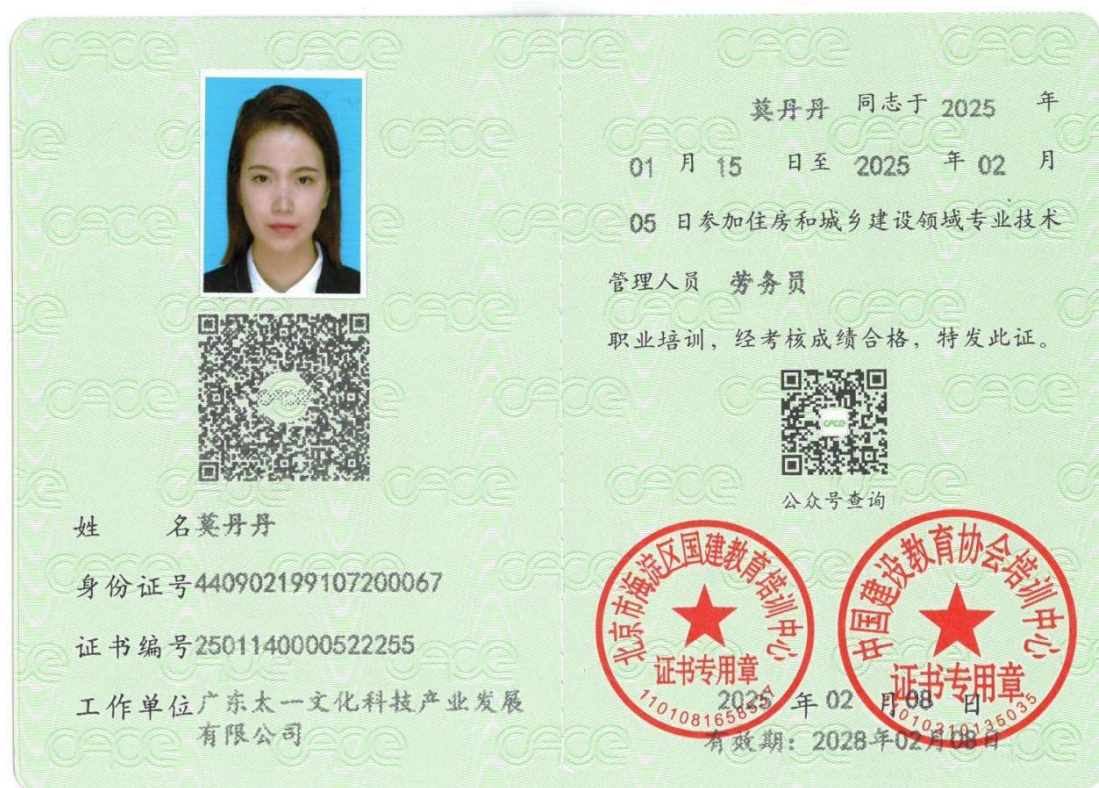 姓 名莫丹丹
身份证号440902199107200067
证书编号2501140000522255
工作单位广东太一文化科技产业发展
有限公司
莫丹丹 同志于 2025 年
01 月 15 日至 2025 年 02 月
05 日参加住房和城乡建设领域专业技术
管理人员 劳务员
职业培训，经考核成绩合格，特发此证。
公众号查询
北京市海淀区国建教育培训中心
证书专用章
中国建设教育协会培训中心
证书专用章
2025 年 02 月 08 日
有效期：2028年02月08日